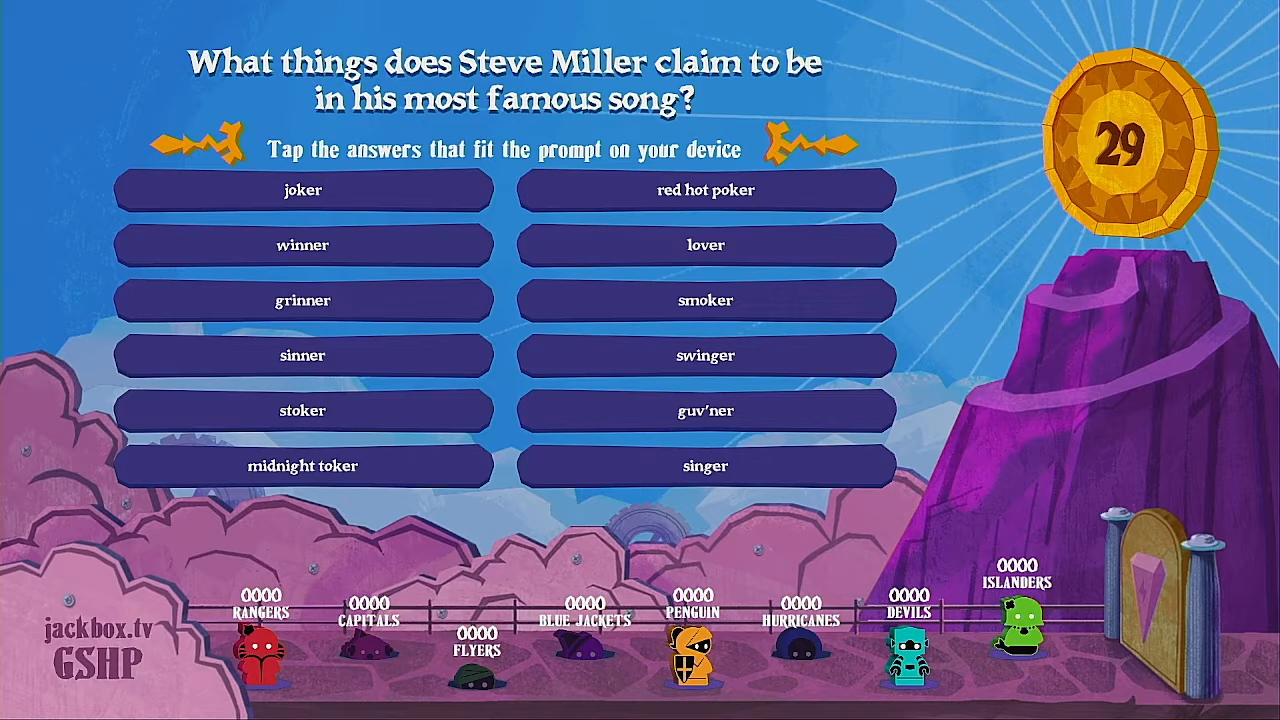 What things does Steve Miller claim to be
in his most famous song?
Tap the answers that fit the prompt on your device
29
joker
red hot poker
winner
lover
grinner
smoker
sinner
swinger
stoker
guv'ner
midnight toker
singer
0000
RANGERS
0000
CAPITALS
0000
FLYERS
0000
BLUE JACKETS
0000
PENGUIN
0000
HURRICANES
0000
DEVILS
0000
ISLANDERS
jackbox.tv
GSHP